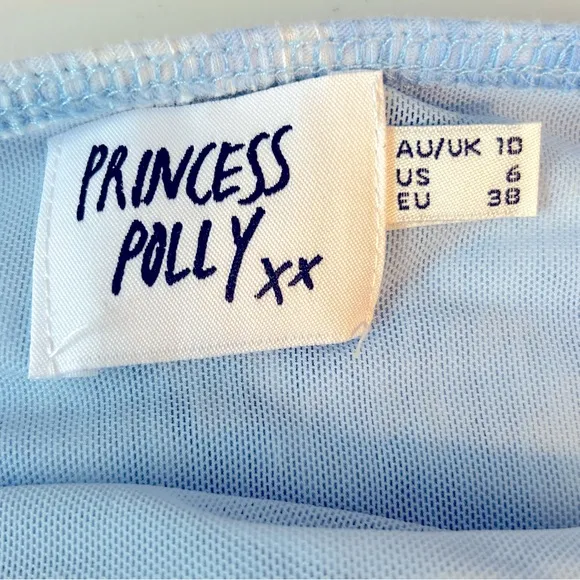 PRINCESS
POLLY xx
AU/UK 10
US 6
EU 38